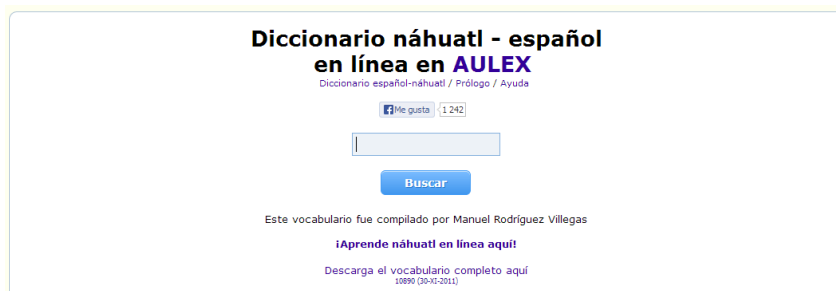 Diccionario náhuatl - español
en línea en AULEX
Diccionario español-náhuatl / Prólogo / Ayuda
Me gusta 1 242
Buscar
Este vocabulario fue compilado por Manuel Rodríguez Villegas
¡Aprende náhuatl en línea aquí!
Descarga el vocabulario completo aquí
10890 (30-XI-2011)